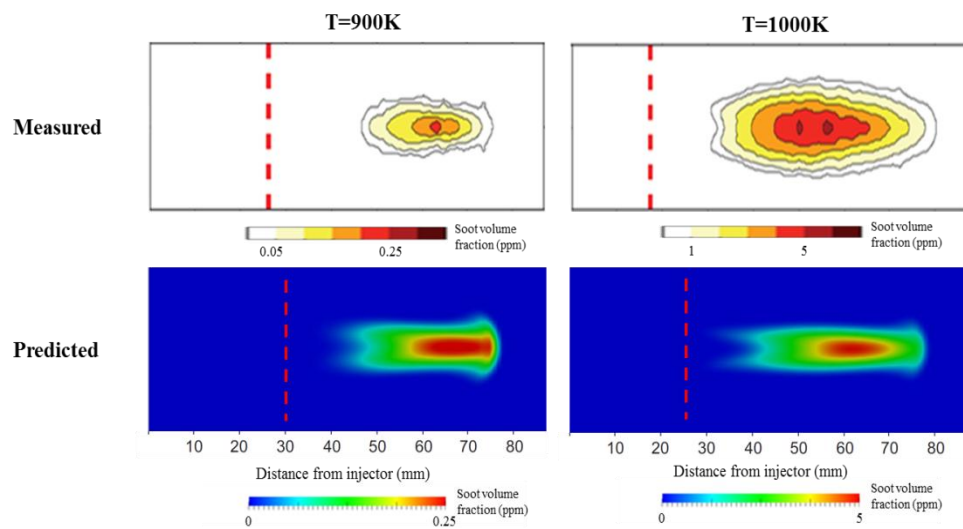 T=900K
T=1000K
Measured
Soot volume
fraction (ppm)
0.05
0.25
Soot volume
fraction (ppm)
1
5
Predicted
10
20
30
40
50
60
70
80
10
20
30
40
50
60
70
80
Distance from injector (mm)
Distance from injector (mm)
Soot volume
fraction (ppm)
0
0.25
Soot volume
fraction (ppm)
0
5